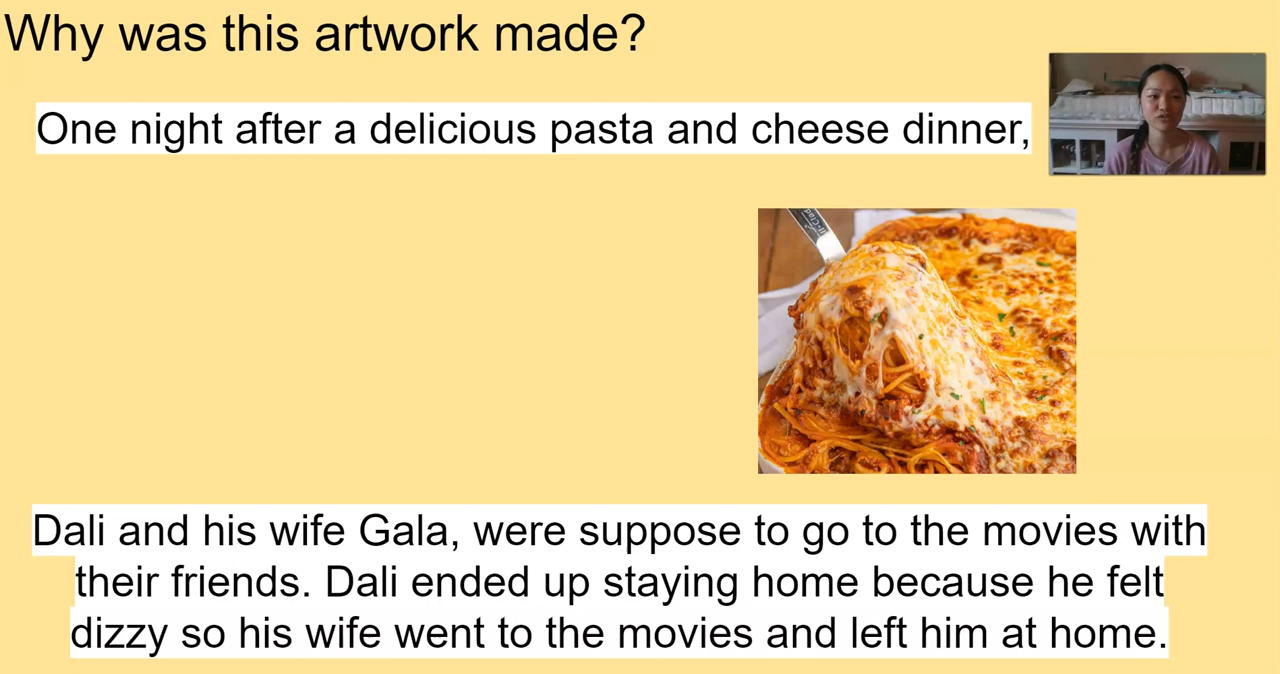 Why was this artwork made?
One night after a delicious pasta and cheese dinner,
All-Clad
Dali and his wife Gala, were suppose to go to the movies with
their friends. Dali ended up staying home because he felt
dizzy so his wife went to the movies and left him at home.